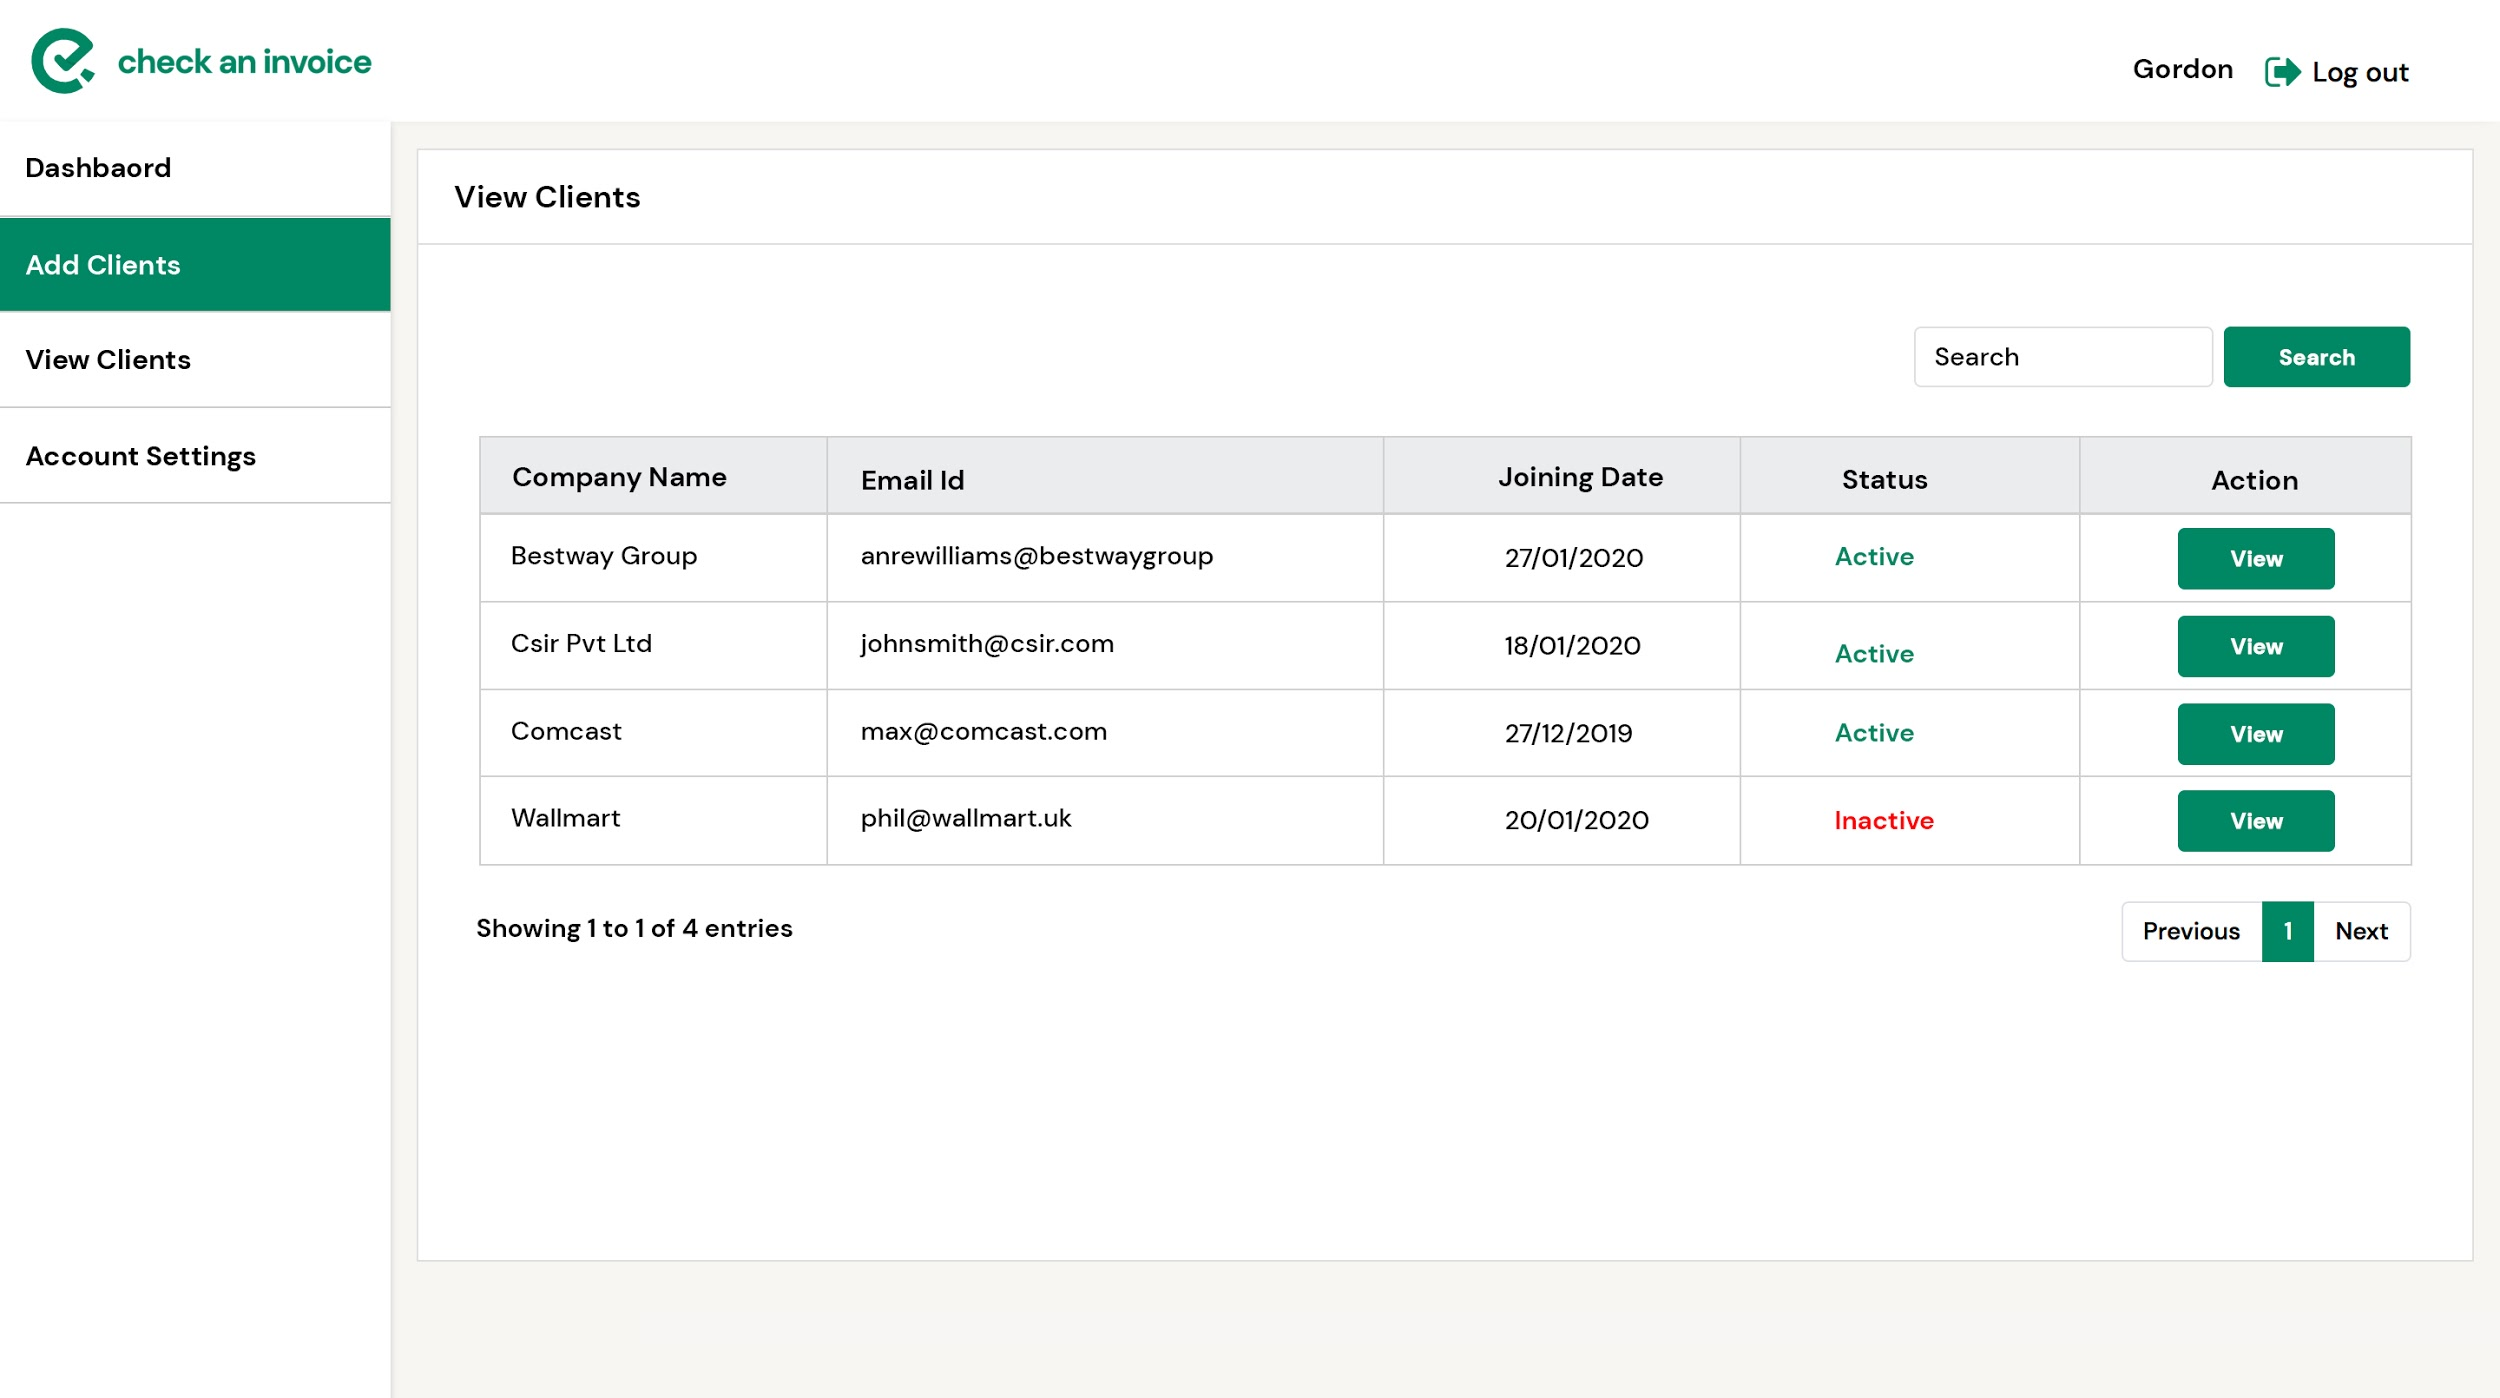 check an invoice
Gordon Log out
Dashbaord
Add Clients
View Clients
Account Settings
View Clients
Search Search
Company Name Email Id Joining Date Status Action
Bestway Group anrewilliams@bestwaygroup 27/01/2020 Active View
Csir Pvt Ltd johnsmith@csir.com 18/01/2020 Active View
Comcast max@comcast.com 27/12/2019 Active View
Wallmart phil@wallmart.uk 20/01/2020 Inactive View
Showing 1 to 1 of 4 entries
Previous 1 Next